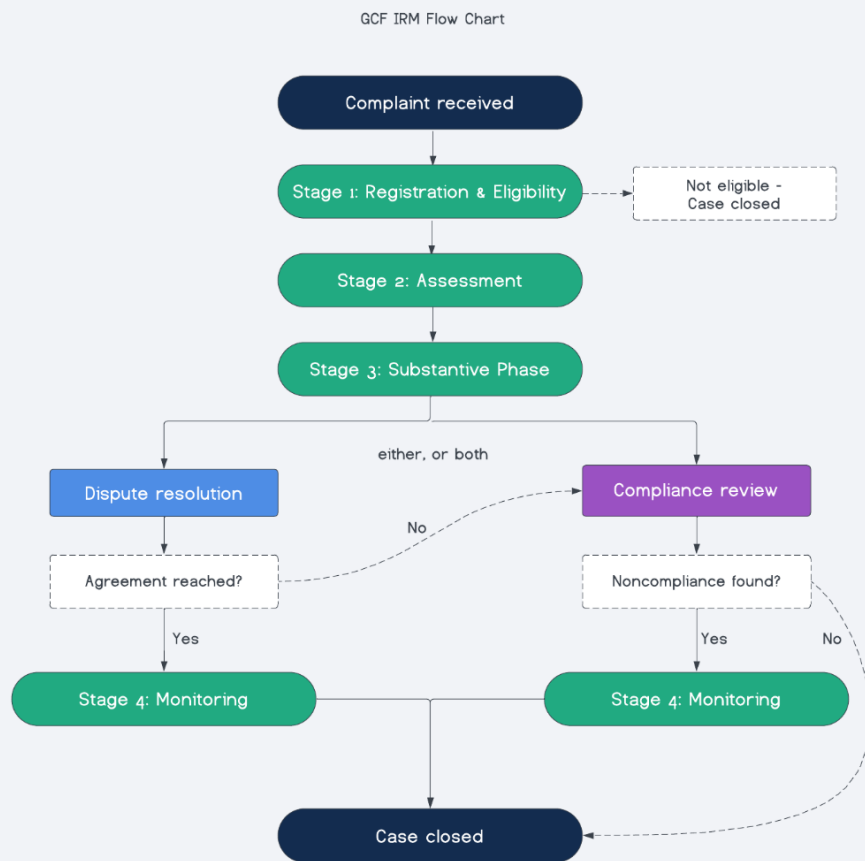 GCF IRM Flow Chart
Complaint received
Stage 1: Registration & Eligibility
Not eligible -
Case closed
Stage 2: Assessment
Stage 3: Substantive Phase
either, or both
Dispute resolution
Compliance review
No
Agreement reached?
Noncompliance found?
Yes
Yes
No
Stage 4: Monitoring
Stage 4: Monitoring
Case closed